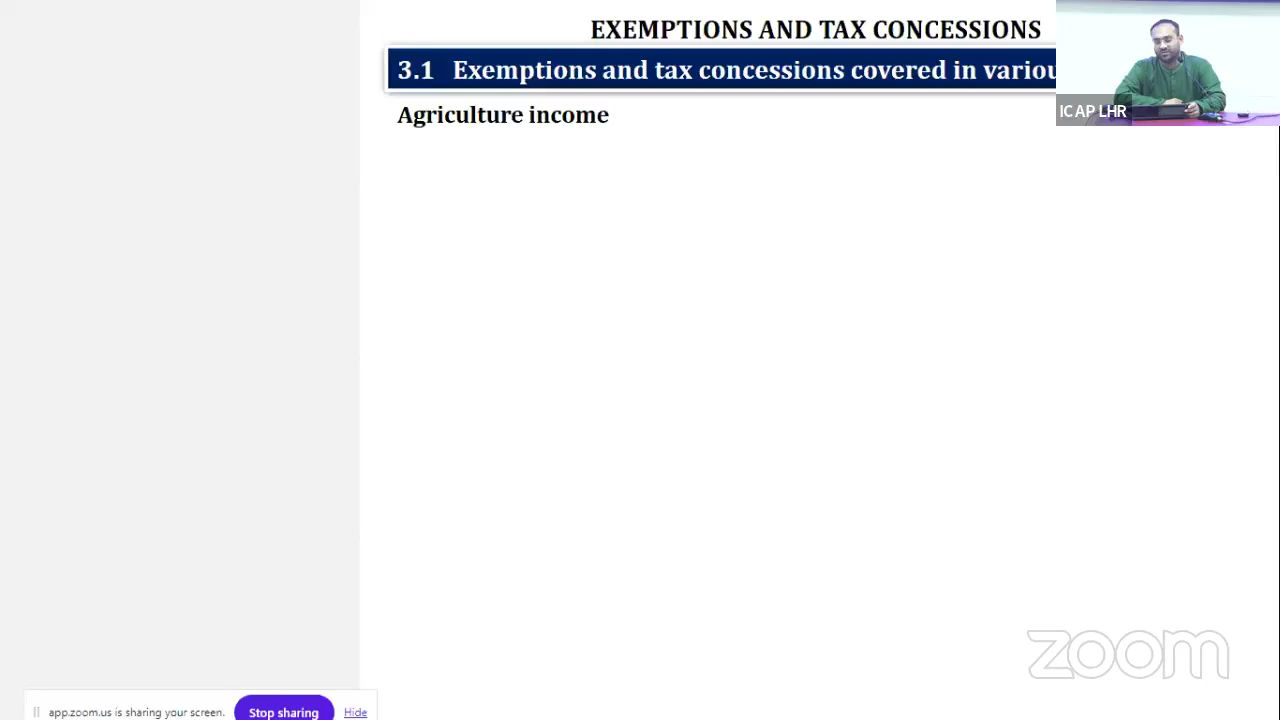 EXEMPTIONS AND TAX CONCESSIONS
3.1 Exemptions and tax concessions covered in variou
ICAP LHR
Agriculture income
zoom
app.zoom.us is sharing your screen. Stop sharing Hide